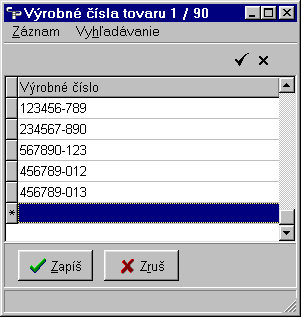 Výrobné čísla tovaru 1 / 90
Záznam Vyhľadávanie
Výrobné číslo
123456-789
234567-890
567890-123
456789-012
456789-013
*
Zapíš Zruš